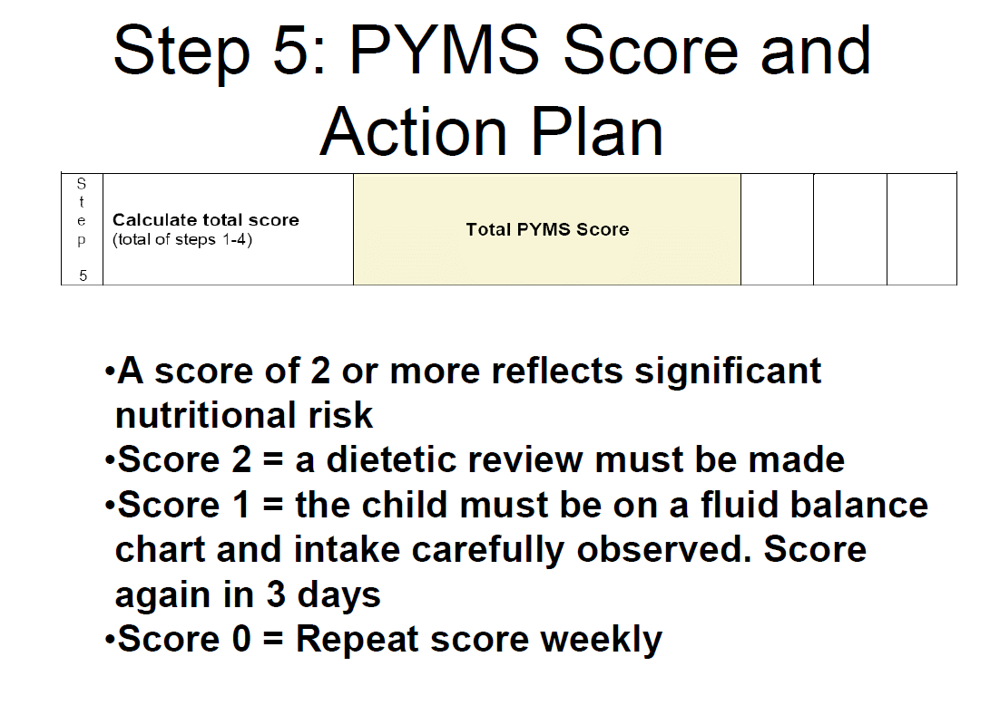 Step 5: PYMS Score and
Action Plan
S
t
e
p
5
Calculate total score
(total of steps 1-4)
Total PYMS Score
•A score of 2 or more reflects significant
nutritional risk
•Score 2 = a dietetic review must be made
•Score 1 = the child must be on a fluid balance
chart and intake carefully observed. Score
again in 3 days
•Score 0 = Repeat score weekly